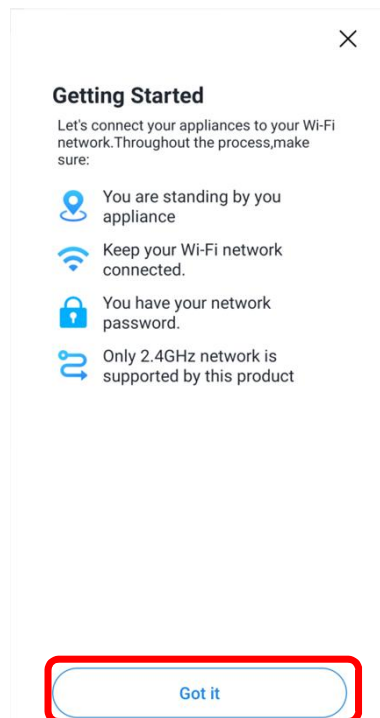 Getting Started
Let's connect your appliances to your Wi-Fi
network.Throughout the process,make
sure:
You are standing by you
appliance
Keep your Wi-Fi network
connected.
You have your network
password.
Only 2.4GHz network is
supported by this product
Got it